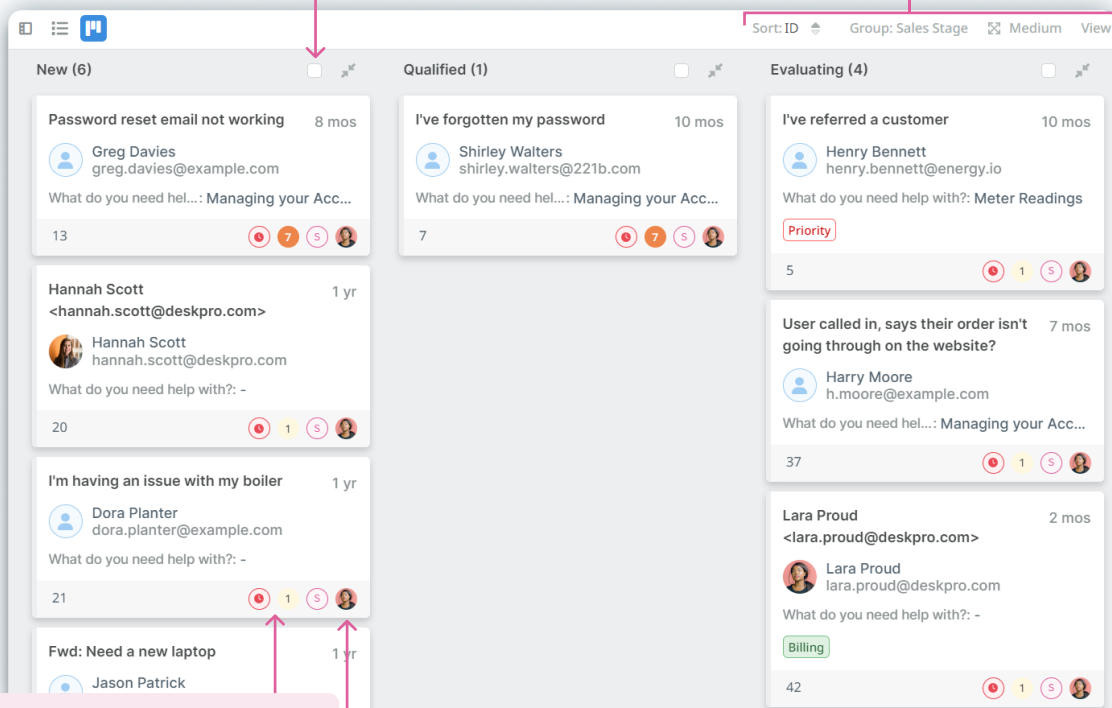 Sort: ID
Group: Sales Stage
Medium
View
New (6)
Password reset email not working
8 mos
Greg Davies
greg.davies@example.com
What do you need hel...: Managing your Acc...
13
7
S
Hannah Scott
<hannah.scott@deskpro.com>
1 yr
Hannah Scott
hannah.scott@deskpro.com
What do you need help with?: -
20
1
S
I'm having an issue with my boiler
1 yr
Dora Planter
dora.planter@example.com
What do you need help with?: -
21
1
S
Fwd: Need a new laptop
1 yr
Jason Patrick
Qualified (1)
I've forgotten my password
10 mos
Shirley Walters
shirley.walters@221b.com
What do you need hel...: Managing your Acc...
7
7
S
Evaluating (4)
I've referred a customer
10 mos
Henry Bennett
henry.bennett@energy.io
What do you need help with?: Meter Readings
Priority
5
1
S
User called in, says their order isn't
going through on the website?
7 mos
Harry Moore
h.moore@example.com
What do you need hel...: Managing your Acc...
37
1
S
Lara Proud
<lara.proud@deskpro.com>
2 mos
Lara Proud
lara.proud@deskpro.com
What do you need help with?: -
Billing
42
1
S